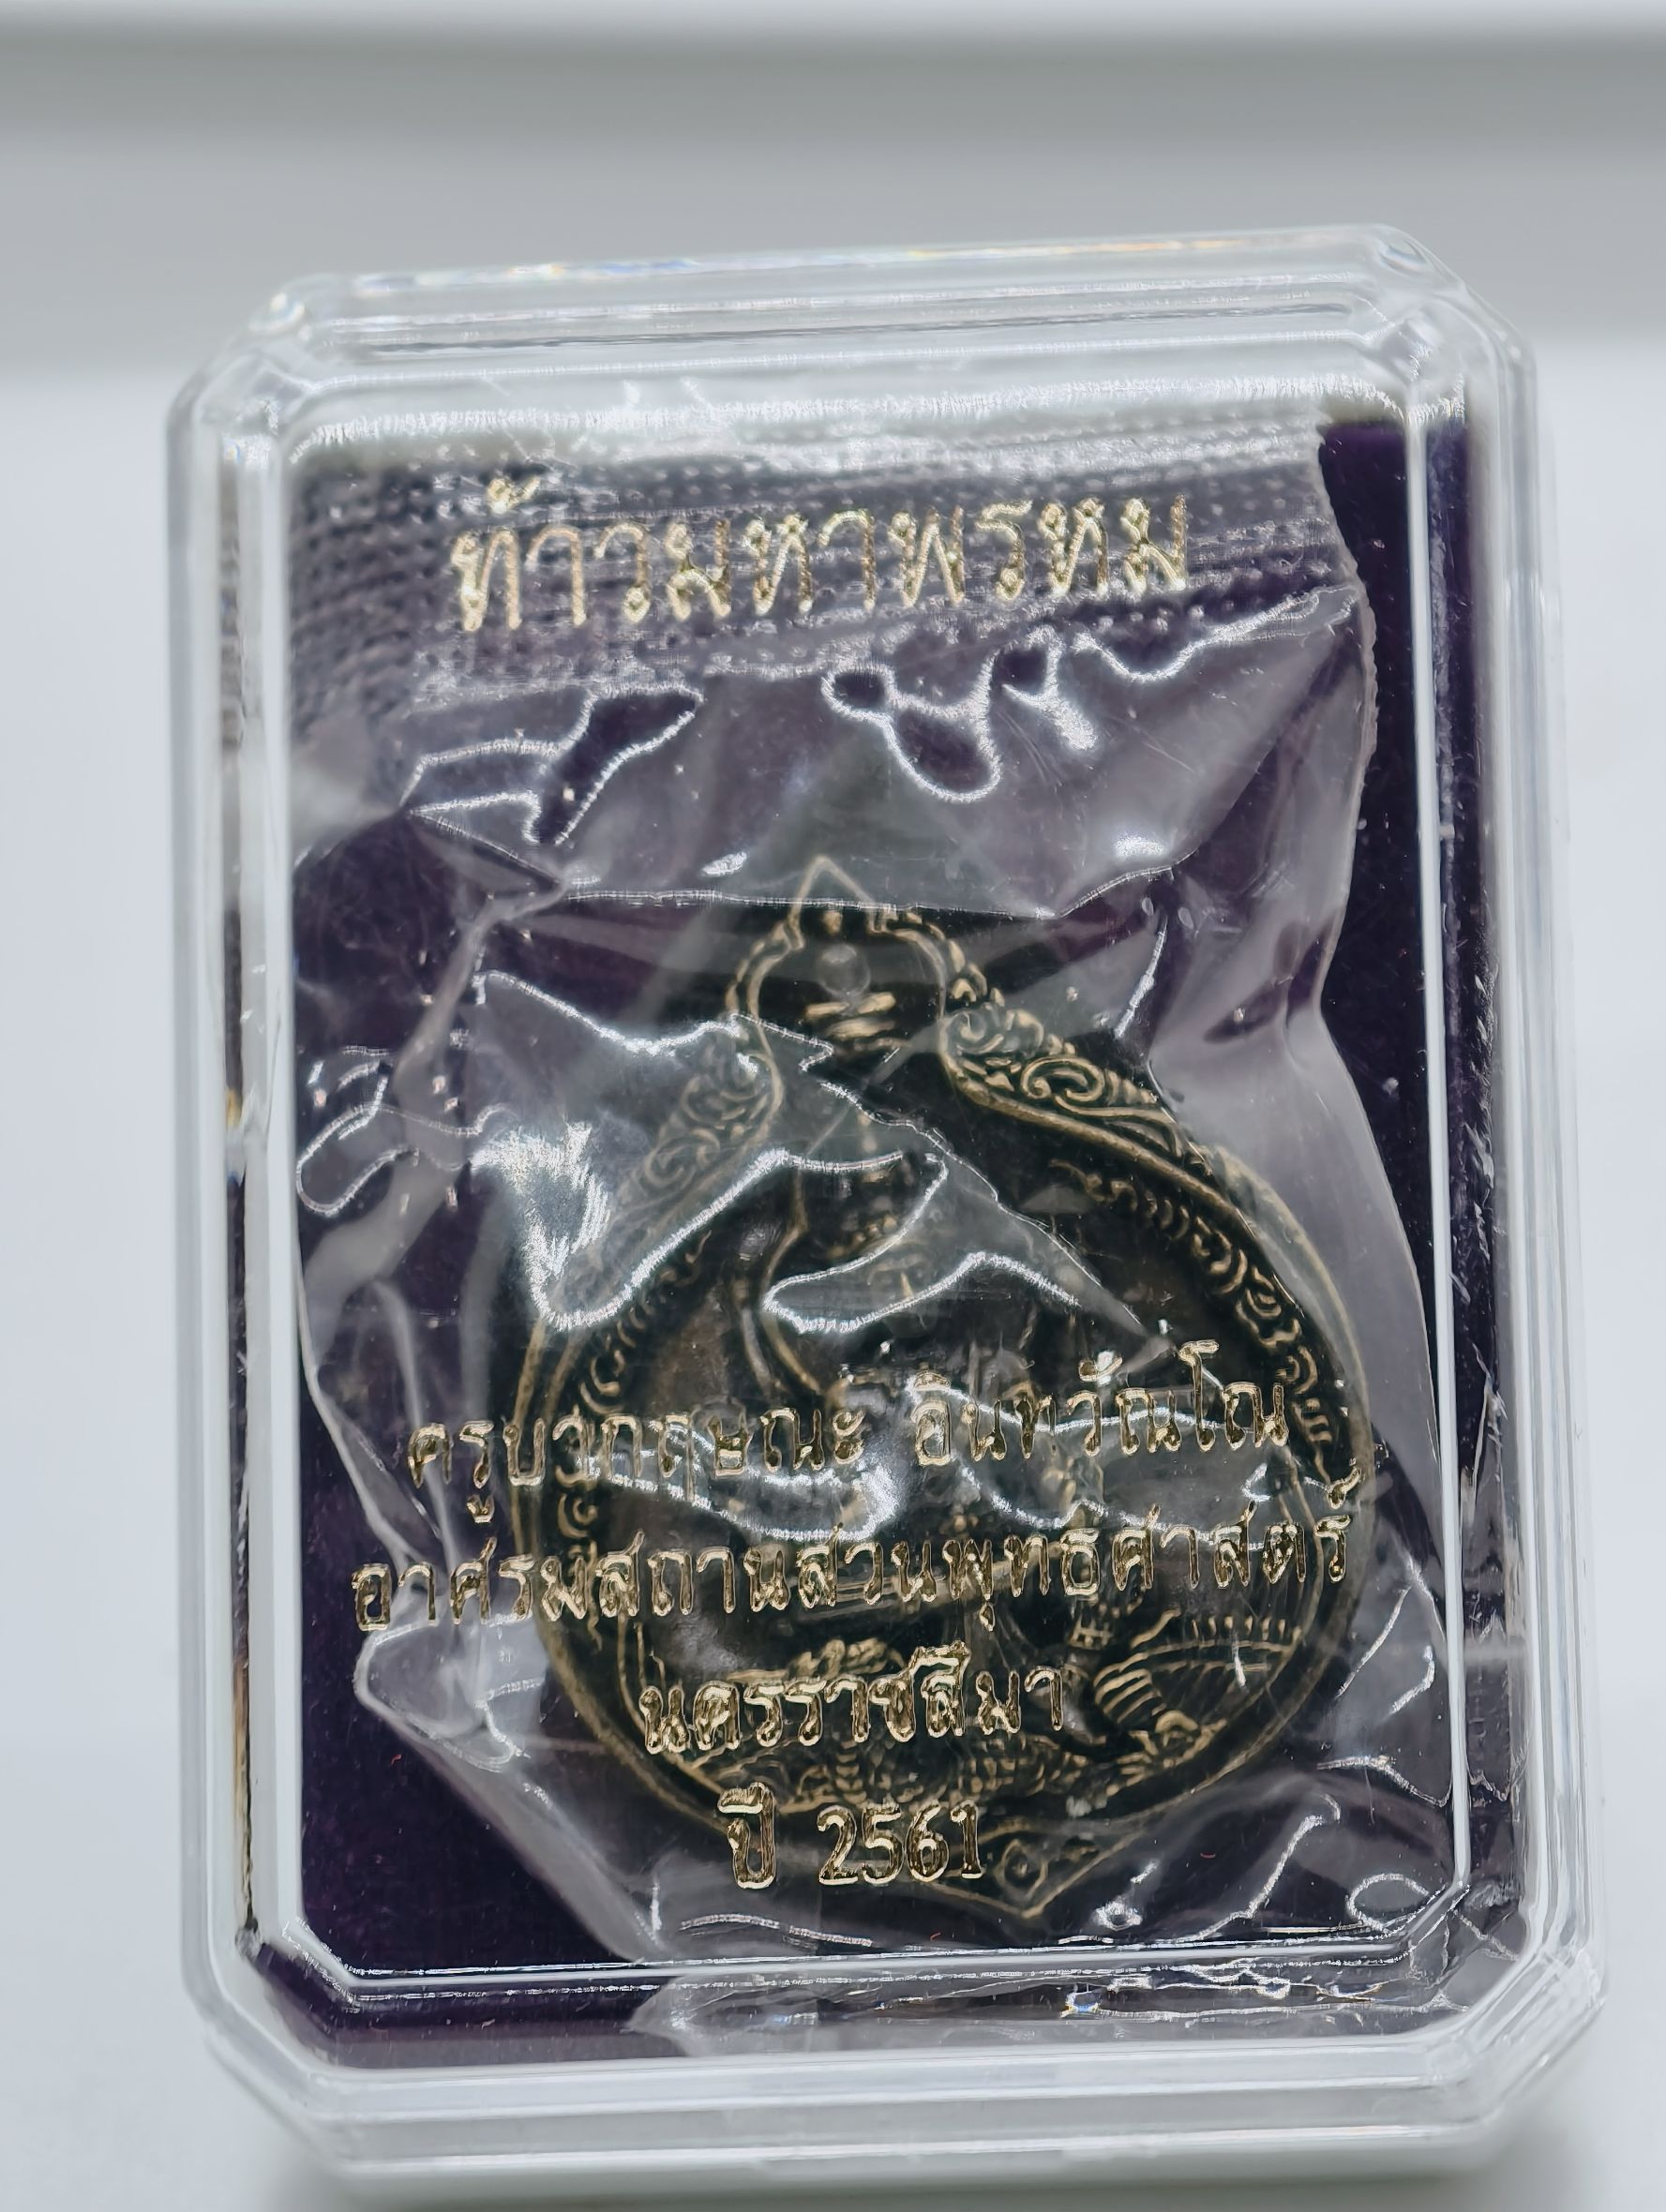 ท้าวมหาพรหม
ครูบากฤษณะ อินทวัณโณ
อาศรมสถานสวนพุทธศาสตร์
นครราชสีมา
ปี 2561